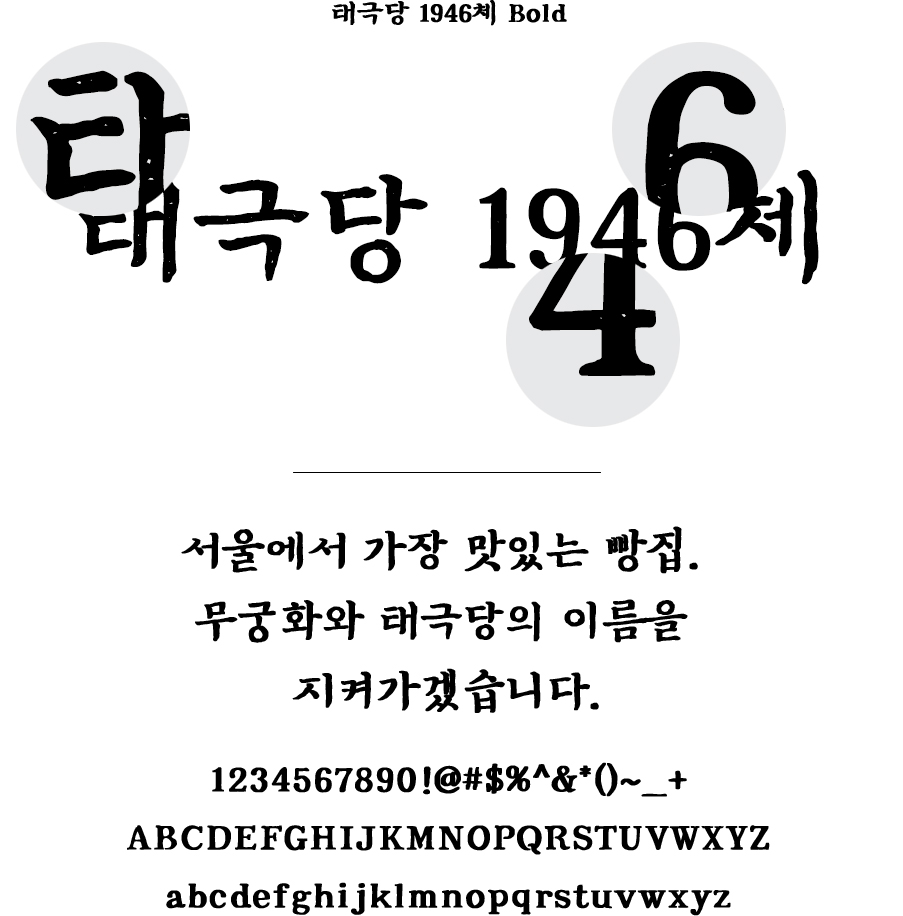 태극당 1946체 Bold
타
6
태극당 1946체
4
서울에서 가장 맛있는 빵집.
무궁화와 태극당의 이름을
지켜가겠습니다.
1234567890!@#$%^&*()~_+
ABCDEFGHIJKMNOPQRSTUVWXYZ
abcdefghijklmnopqrstuvwxyz